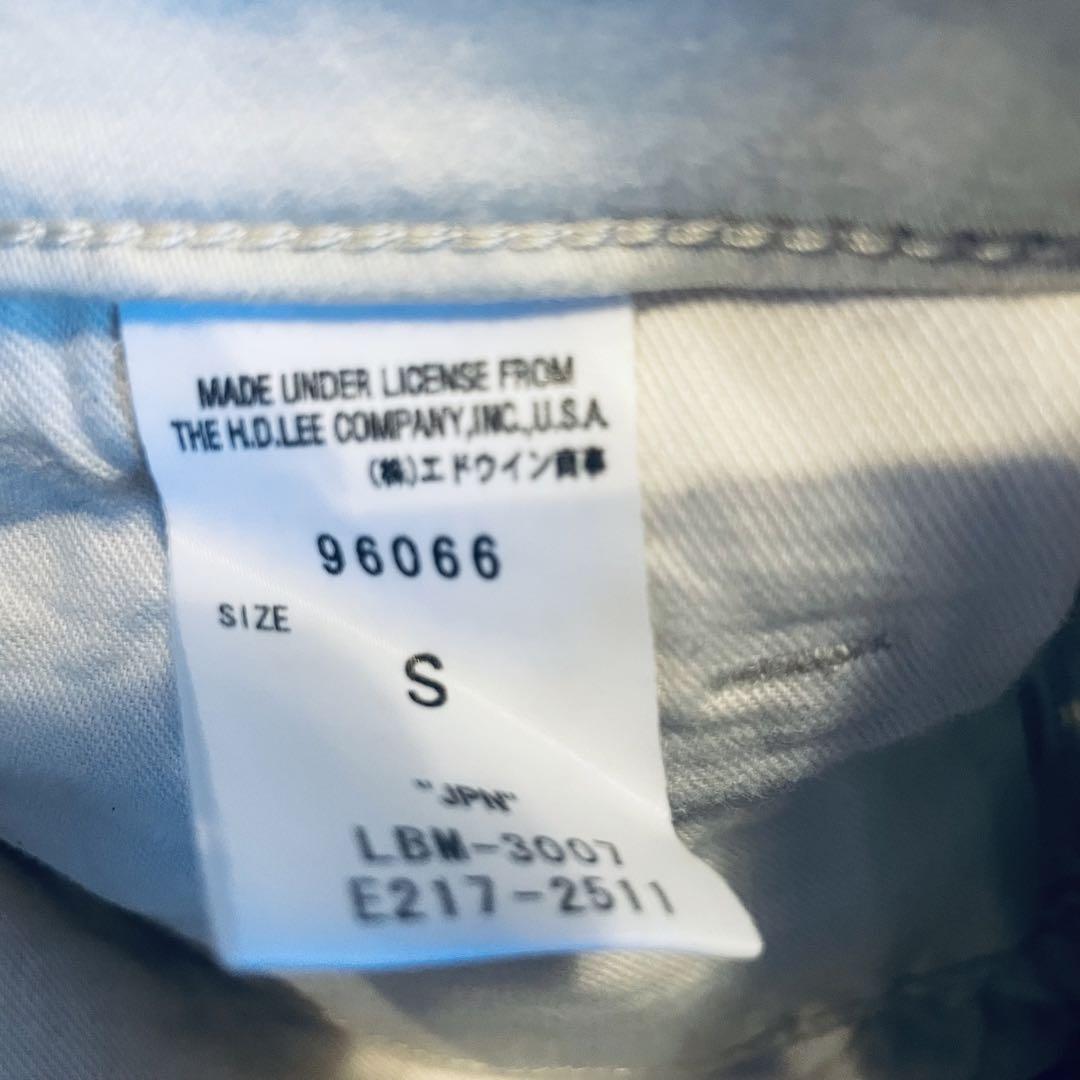 MADE UNDER LICENSE FROM
THE H.D.LEE COMPANY,INC.,U.S.A.
(株)エドウイン商事
96066
SIZE
S
"JPN"
LBM-3007
E217-2511